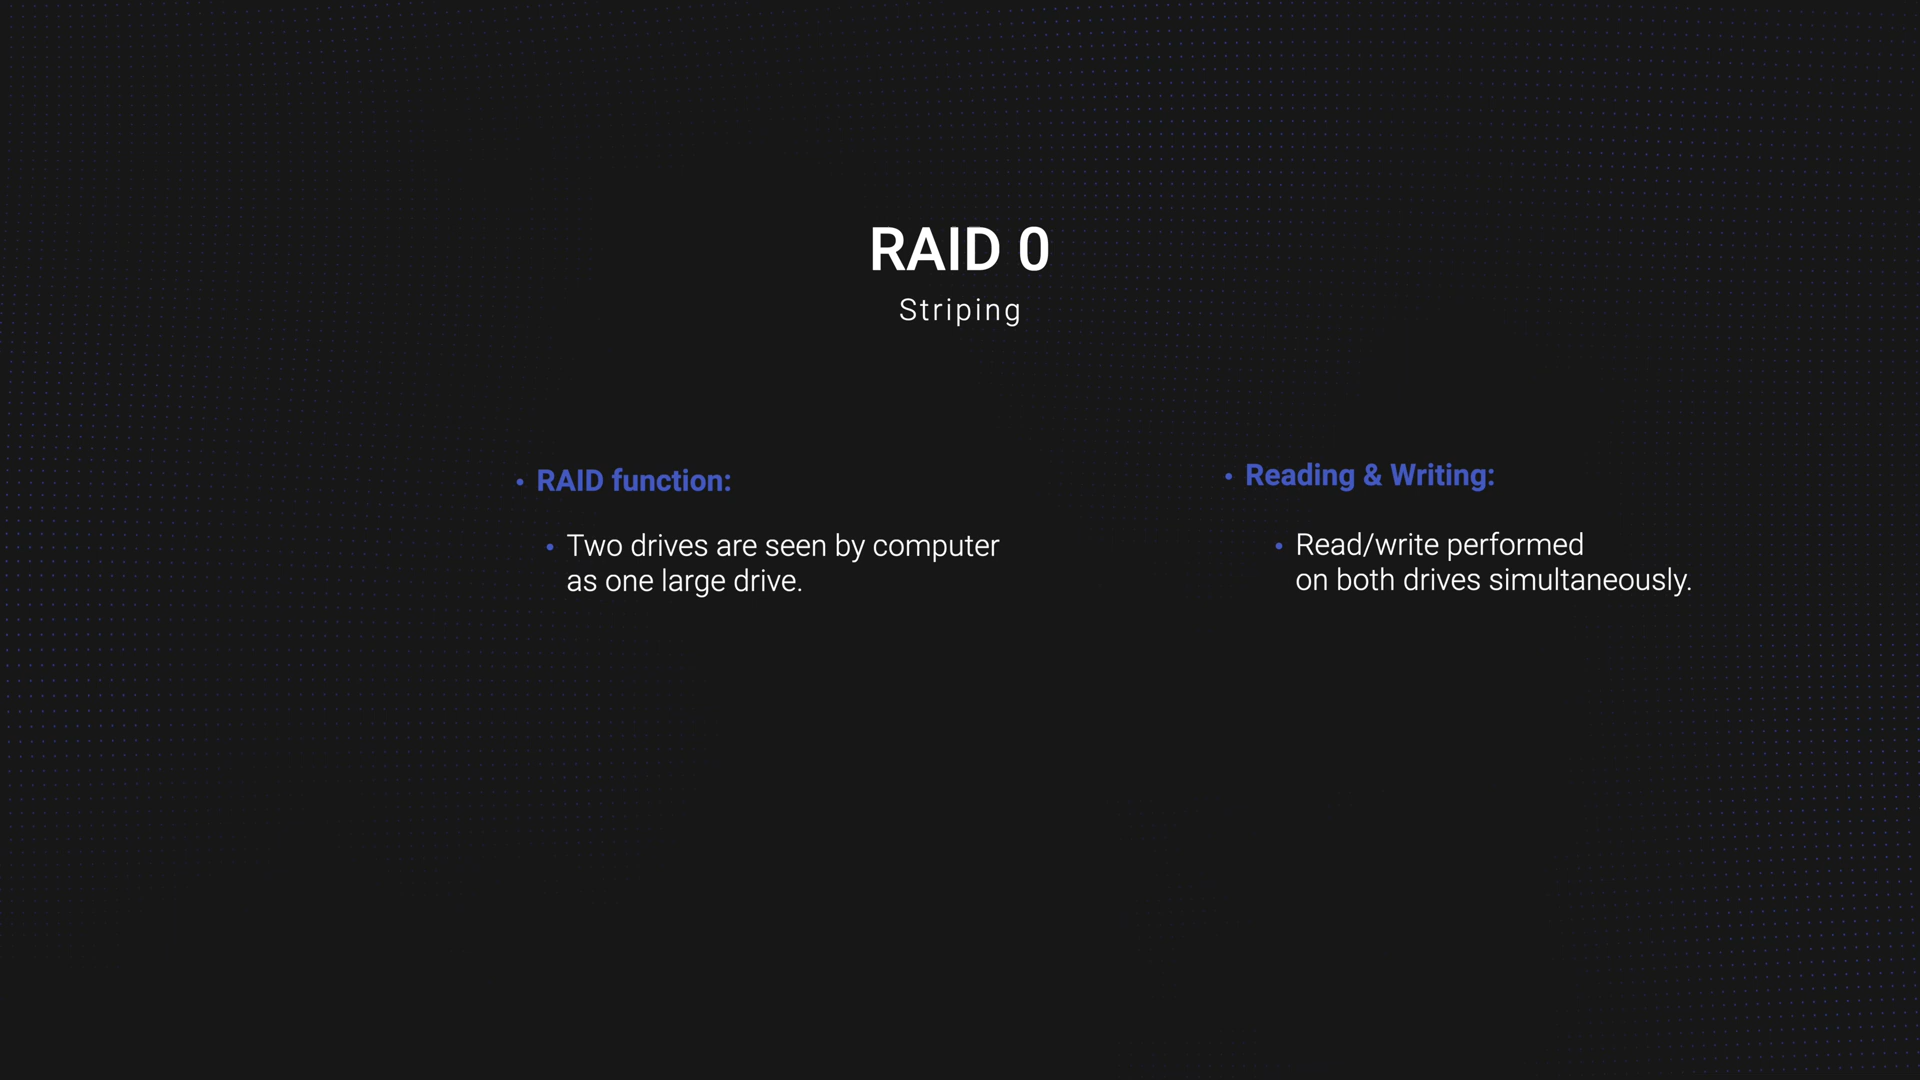 RAID 0
Striping
• RAID function:
• Two drives are seen by computer
as one large drive.
• Reading & Writing:
• Read/write performed
on both drives simultaneously.